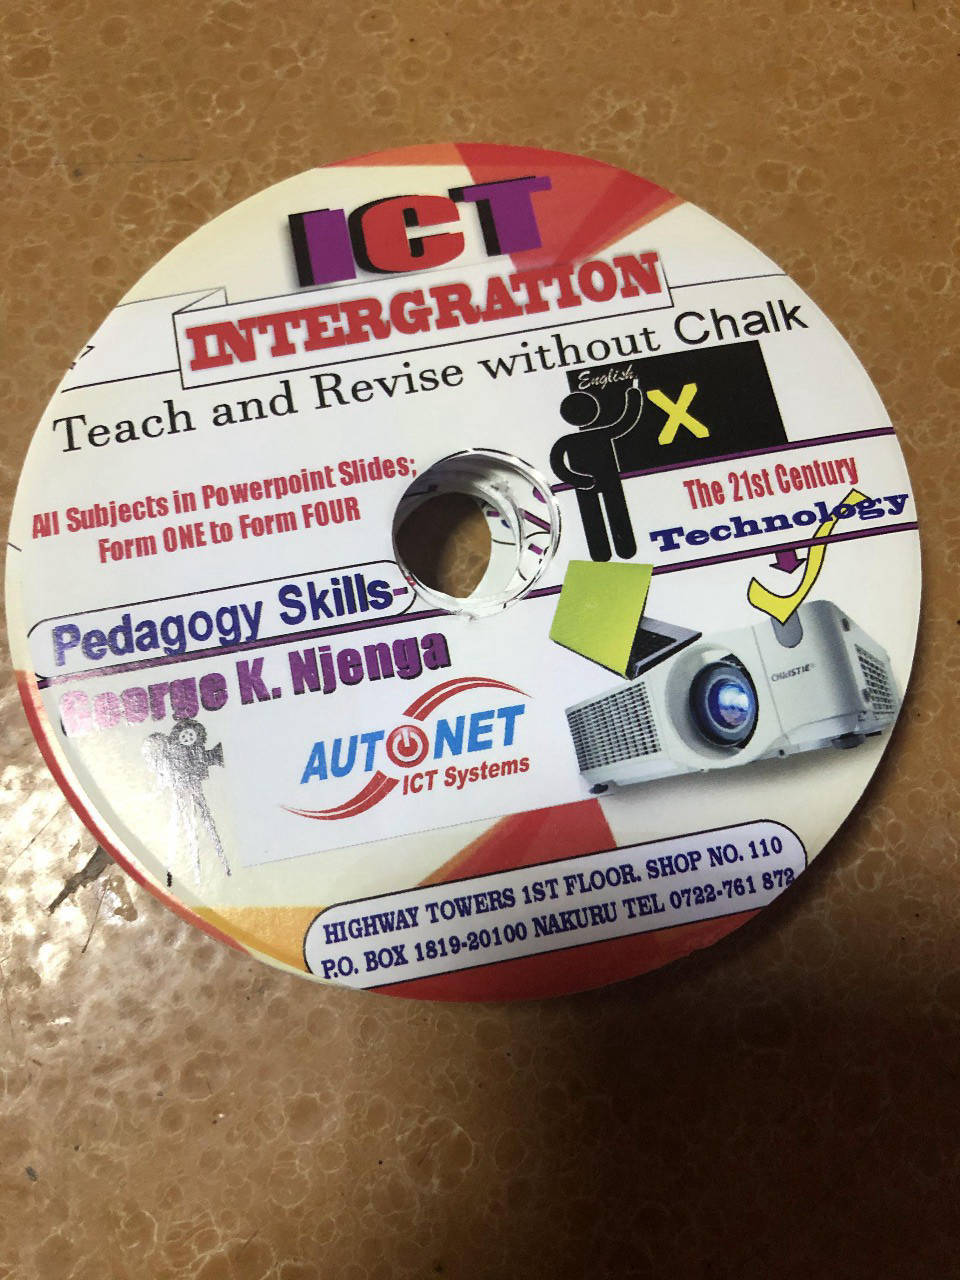 ICT
INTERGRATION
Teach and Revise without Chalk
English
X
All Subjects in Powerpoint Slides;
Form ONE to Form FOUR
The 21st Century
Technology
Pedagogy Skills-
George K. Njenga
CHRISTIE
AUTONET
ICT Systems
HIGHWAY TOWERS 1ST FLOOR. SHOP NO. 110
P.O. BOX 1819-20100 NAKURU TEL 0722-761 872